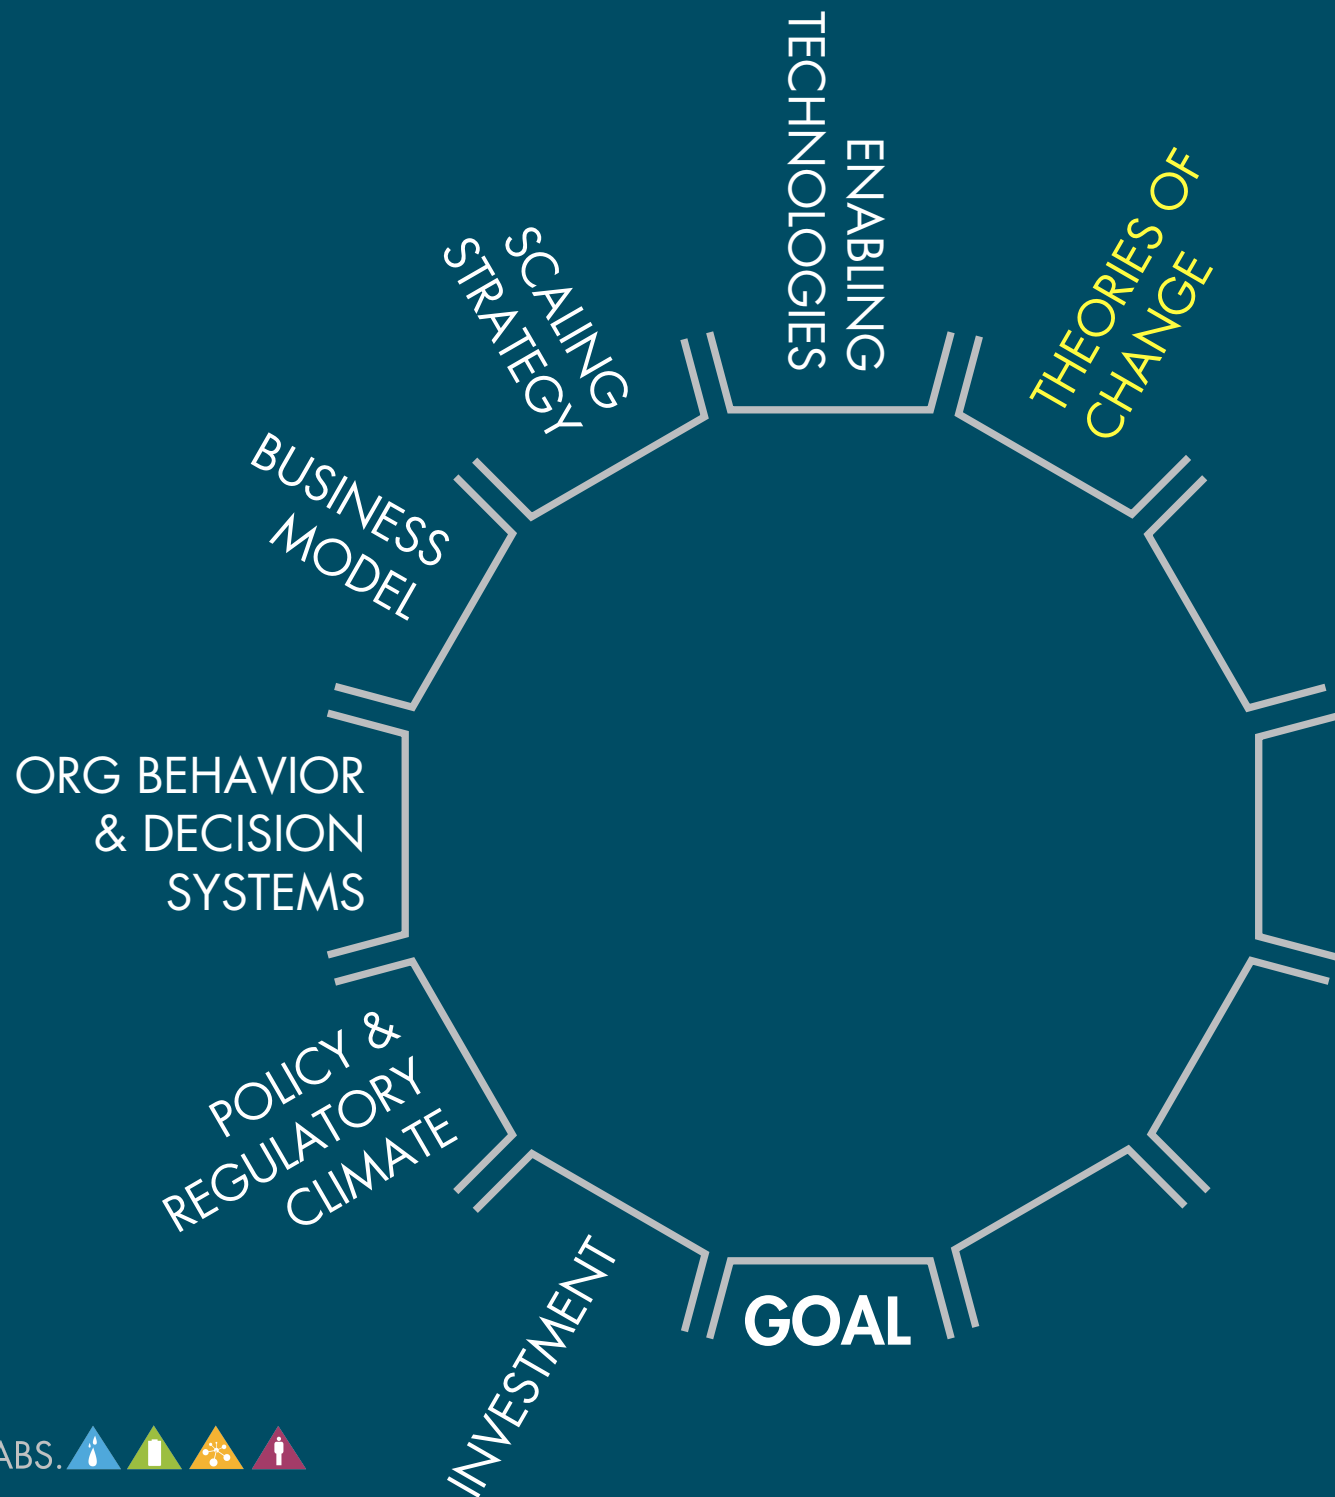 ENABLING
TECHNOLOGIES
THEORIES OF
CHANGE
SCALING
STRATEGY
BUSINESS
MODEL
ORG BEHAVIOR
& DECISION
SYSTEMS
POLICY &
REGULATORY
CLIMATE
INVESTMENT
GOAL
ABS.